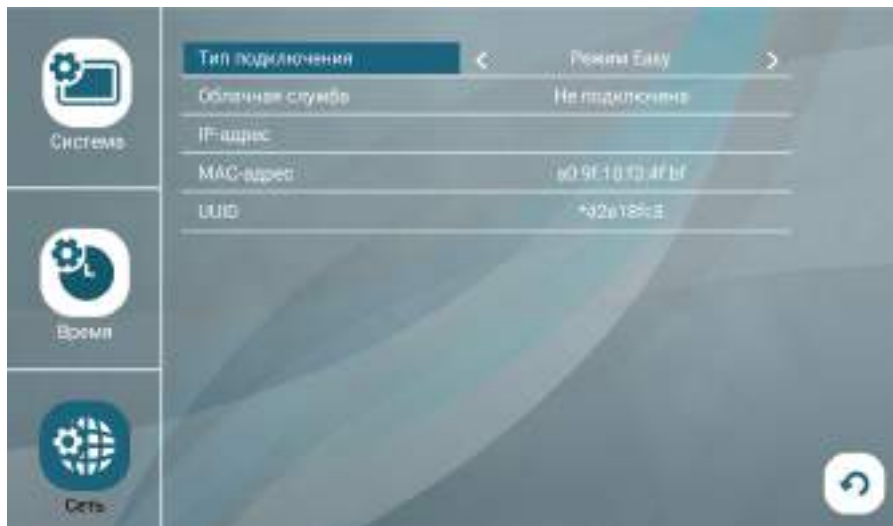 Тип подключения
Режим Easy
Облачная служба
Не подключена
IP-адрес
MAC-адрес
UUID
Система
Время
Сеть